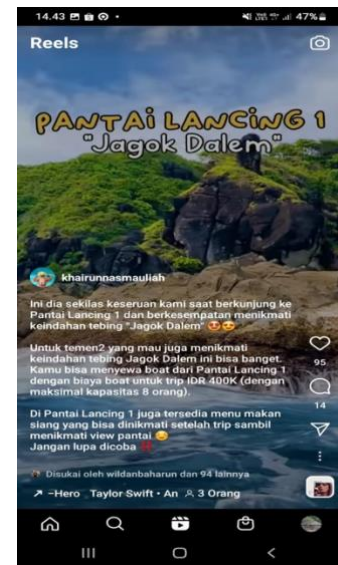 14.43
47%
Reels
PANTAi LANCiNG 1
"Jagok Dalem"
khairunnasmauliah
Ini dia sekilas keseruan kami saat berkunjung ke
Pantai Lancing 1 dan berkesempatan menikmati
keindahan tebing "Jagok Dalem" 🤩😍
Untuk temen2 yang mau juga menikmati
keindahan tebing Jagok Dalem ini bisa banget.
Kamu bisa menyewa boat dari Pantai Lancing 1
dengan biaya boat untuk trip IDR 400K (dengan
maksimal kapasitas 8 orang).
Di Pantai Lancing 1 juga tersedia menu makan
siang yang bisa dinikmati setelah trip sambil
menikmati view pantai
Jangan lupa dicoba
95
14
Disukai oleh wildanbaharun dan 94 lainnya
-Hero Taylor Swift • An 3 Orang